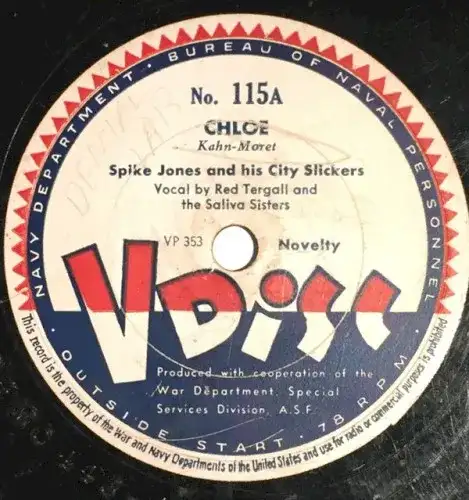 NAVY DEPARTMENT · BUREAU OF NAVAL PERSONNEL
No. 115A
CHLOE
Kahn-Moret
Spike Jones and his City Slickers
Vocal by Red Tergall and
the Saliva Sisters
VP 353 Novelty
V Disc
Produced with cooperation of the
War Department, Special
Services Division, A.S.F.
· OUTSIDE START · 78 RPM ·
This record is the property of the War and Navy Departments of the United States and use for radio or commercial purposes is prohibited